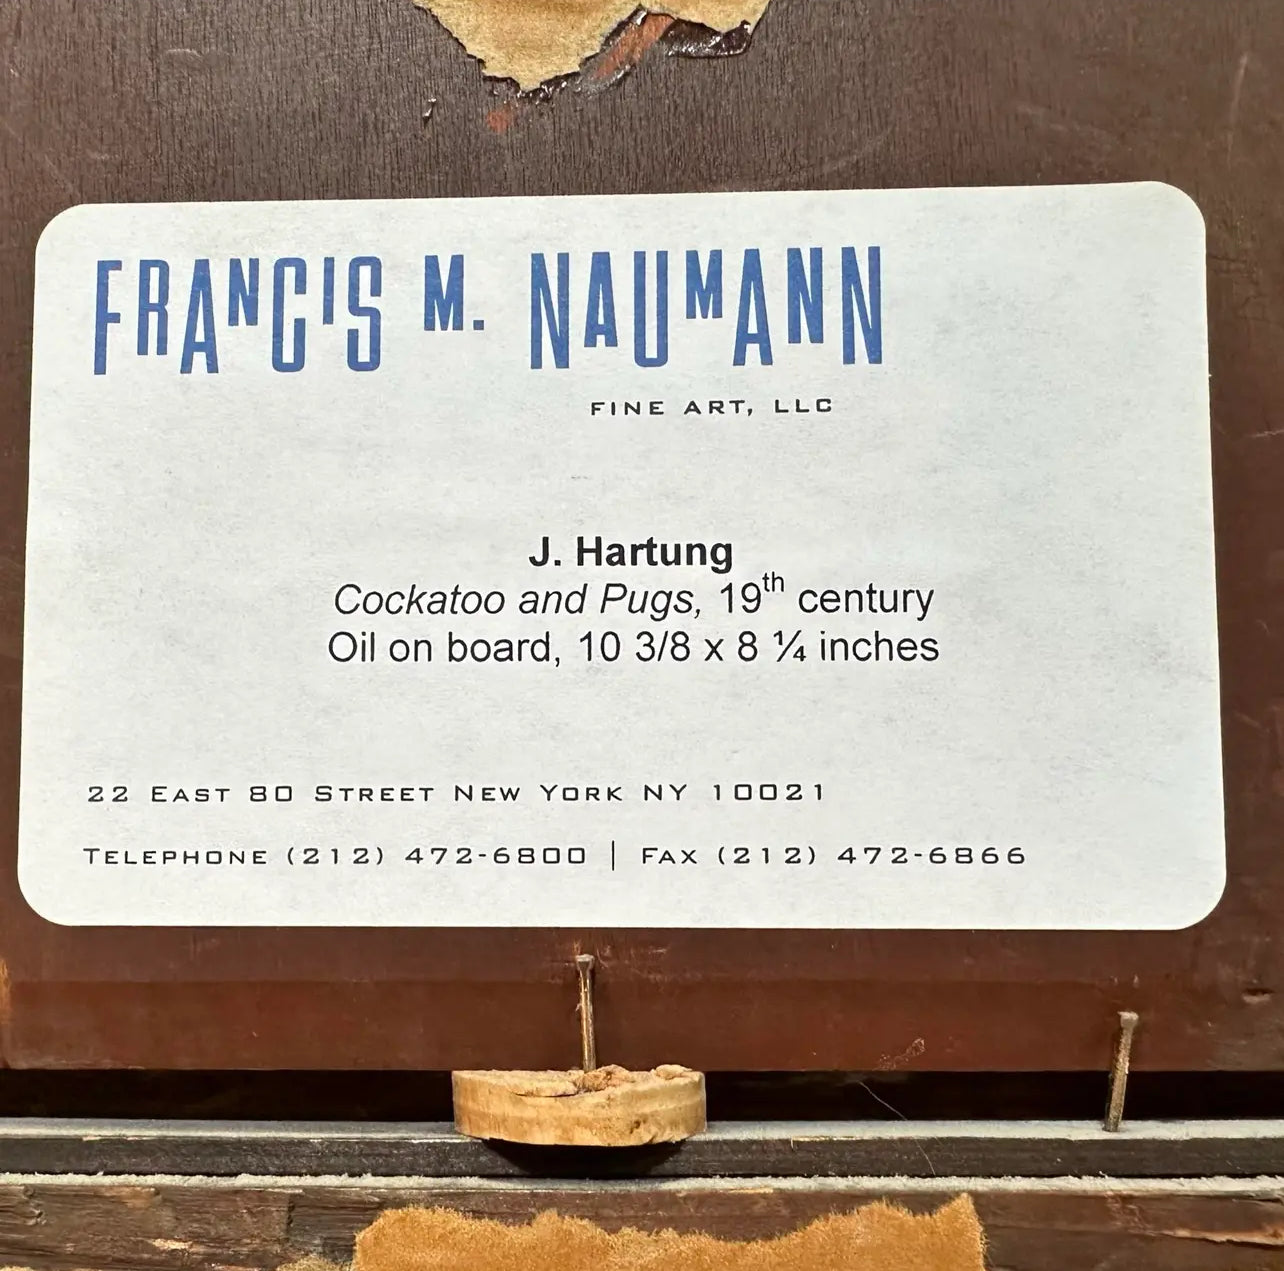 FRANCIS M. NAUMANN
FINE ART, LLC
J. Hartung
Cockatoo and Pugs, 19th century
Oil on board, 10 3/8 x 8 ¼ inches
22 EAST 80 STREET NEW YORK NY 10021
TELEPHONE (212) 472-6800 | FAX (212) 472-6866